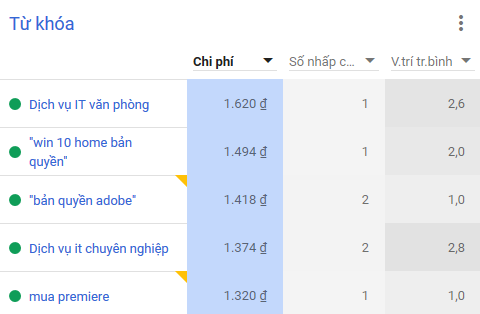 Từ khóa
Chi phí Số nhấp c... V.trí tr.bình
Dịch vụ IT văn phòng 1.620 ₫ 1 2,6
"win 10 home bản
quyền" 1.494 ₫ 1 2,0
"bản quyền adobe" 1.418 ₫ 2 1,0
Dịch vụ it chuyên nghiệp 1.374 ₫ 2 2,8
mua premiere 1.320 ₫ 1 1,0